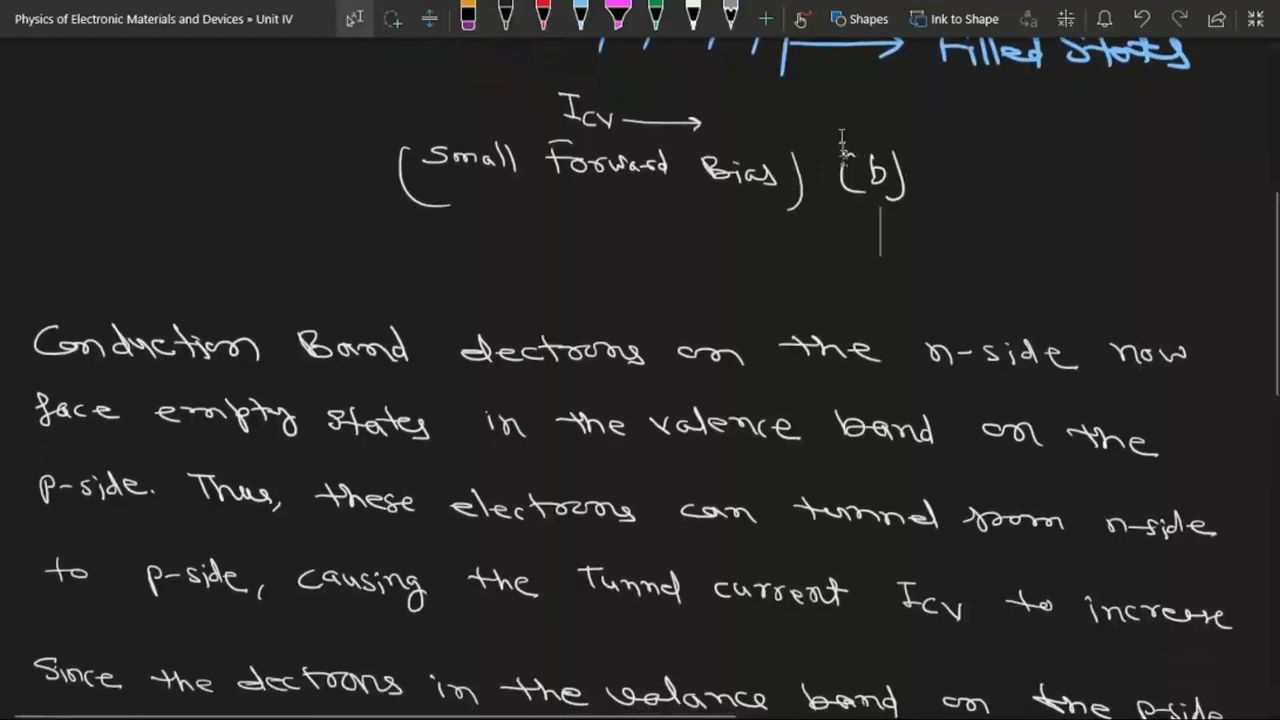 Physics of Electronic Materials and Devices » Unit IV
Shapes
Ink to Shape
Filled States
ICV
(Small Forward Bias) (b)
Conduction Band electrons on the n-side now
face empty states in the valence band on the
p-side. Thus, these electrons can tunnel from n-side
to p-side, causing the Tunnel current ICV to increase
Since the electrons in the valance band on the p-side